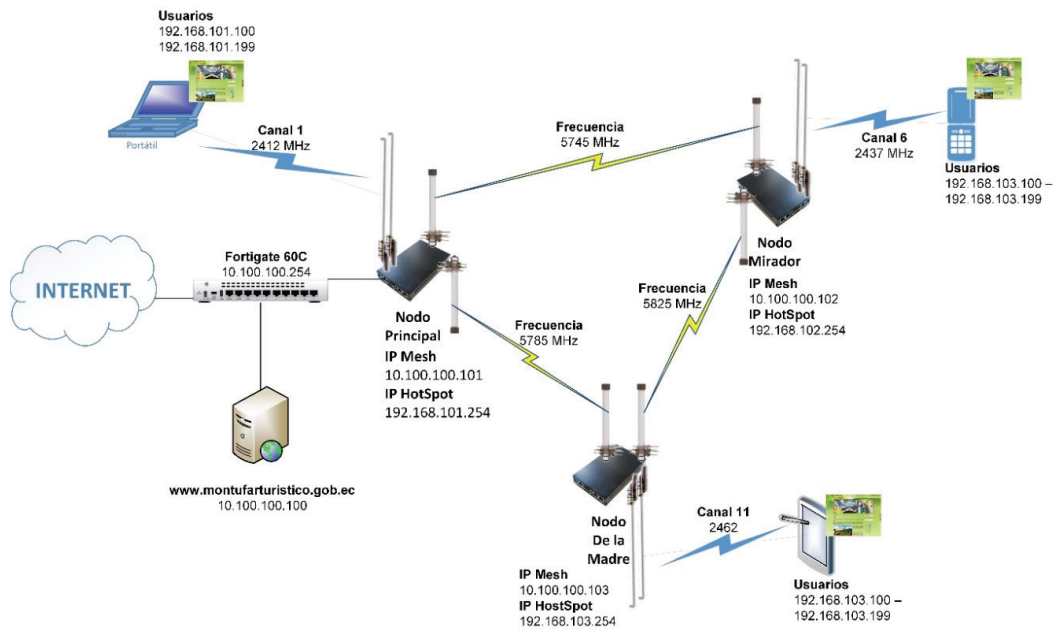 Usuarios
192.168.101.100
192.168.101.199
Portátil
Canal 1
2412 MHz
Frecuencia
5745 MHz
Canal 6
2437 MHz
Usuarios
192.168.103.100 –
192.168.103.199
INTERNET
Fortigate 60C
10.100.100.254
Nodo
Principal
IP Mesh
10.100.100.101
IP HotSpot
192.168.101.254
Frecuencia
5785 MHz
Frecuencia
5825 MHz
Nodo
Mirador
IP Mesh
10.100.100.102
IP HotSpot
192.168.102.254
www.montufarturistico.gob.ec
10.100.100.100
Nodo
De la
Madre
IP Mesh
10.100.100.103
IP HostSpot
192.168.103.254
Canal 11
2462
Usuarios
192.168.103.100 –
192.168.103.199